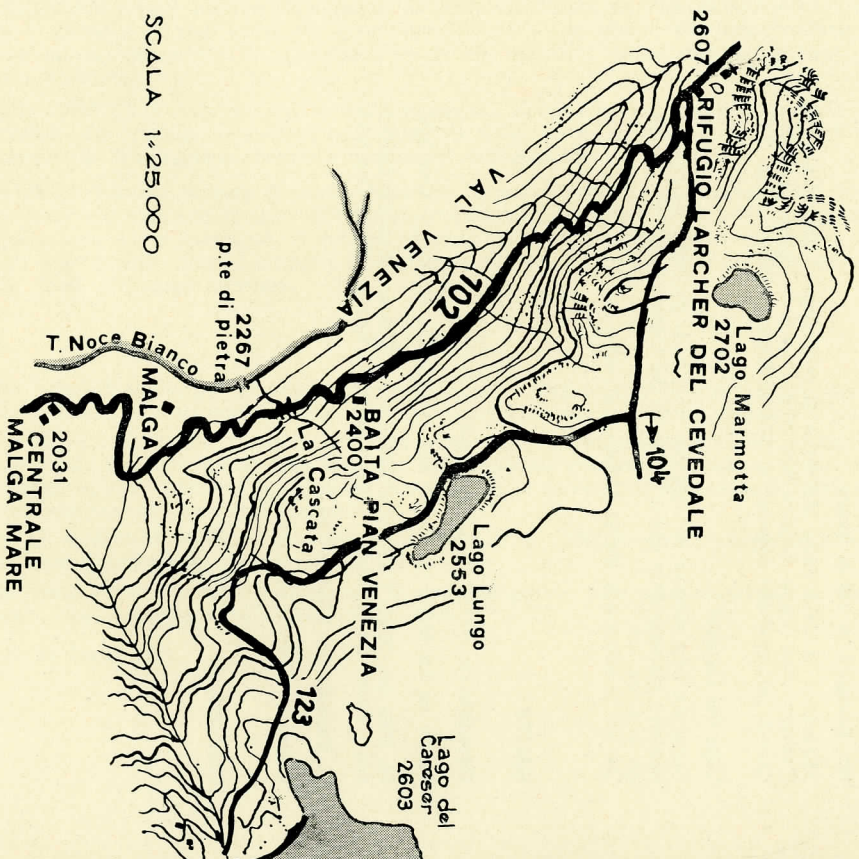 2607 RIFUGIO LARCHER DEL CEVEDALE
Lago Marmotta
2702
104
VAL VENEZIA
102
SCALA 1:25.000
2267
p.te di pietra
T. Noce Bianco
MALGA
BAITA PIAN VENEZIA
2400
La Cascata
Lago Lungo
2553
2031
CENTRALE
MALGA MARE
123
Lago del
Careser
2603